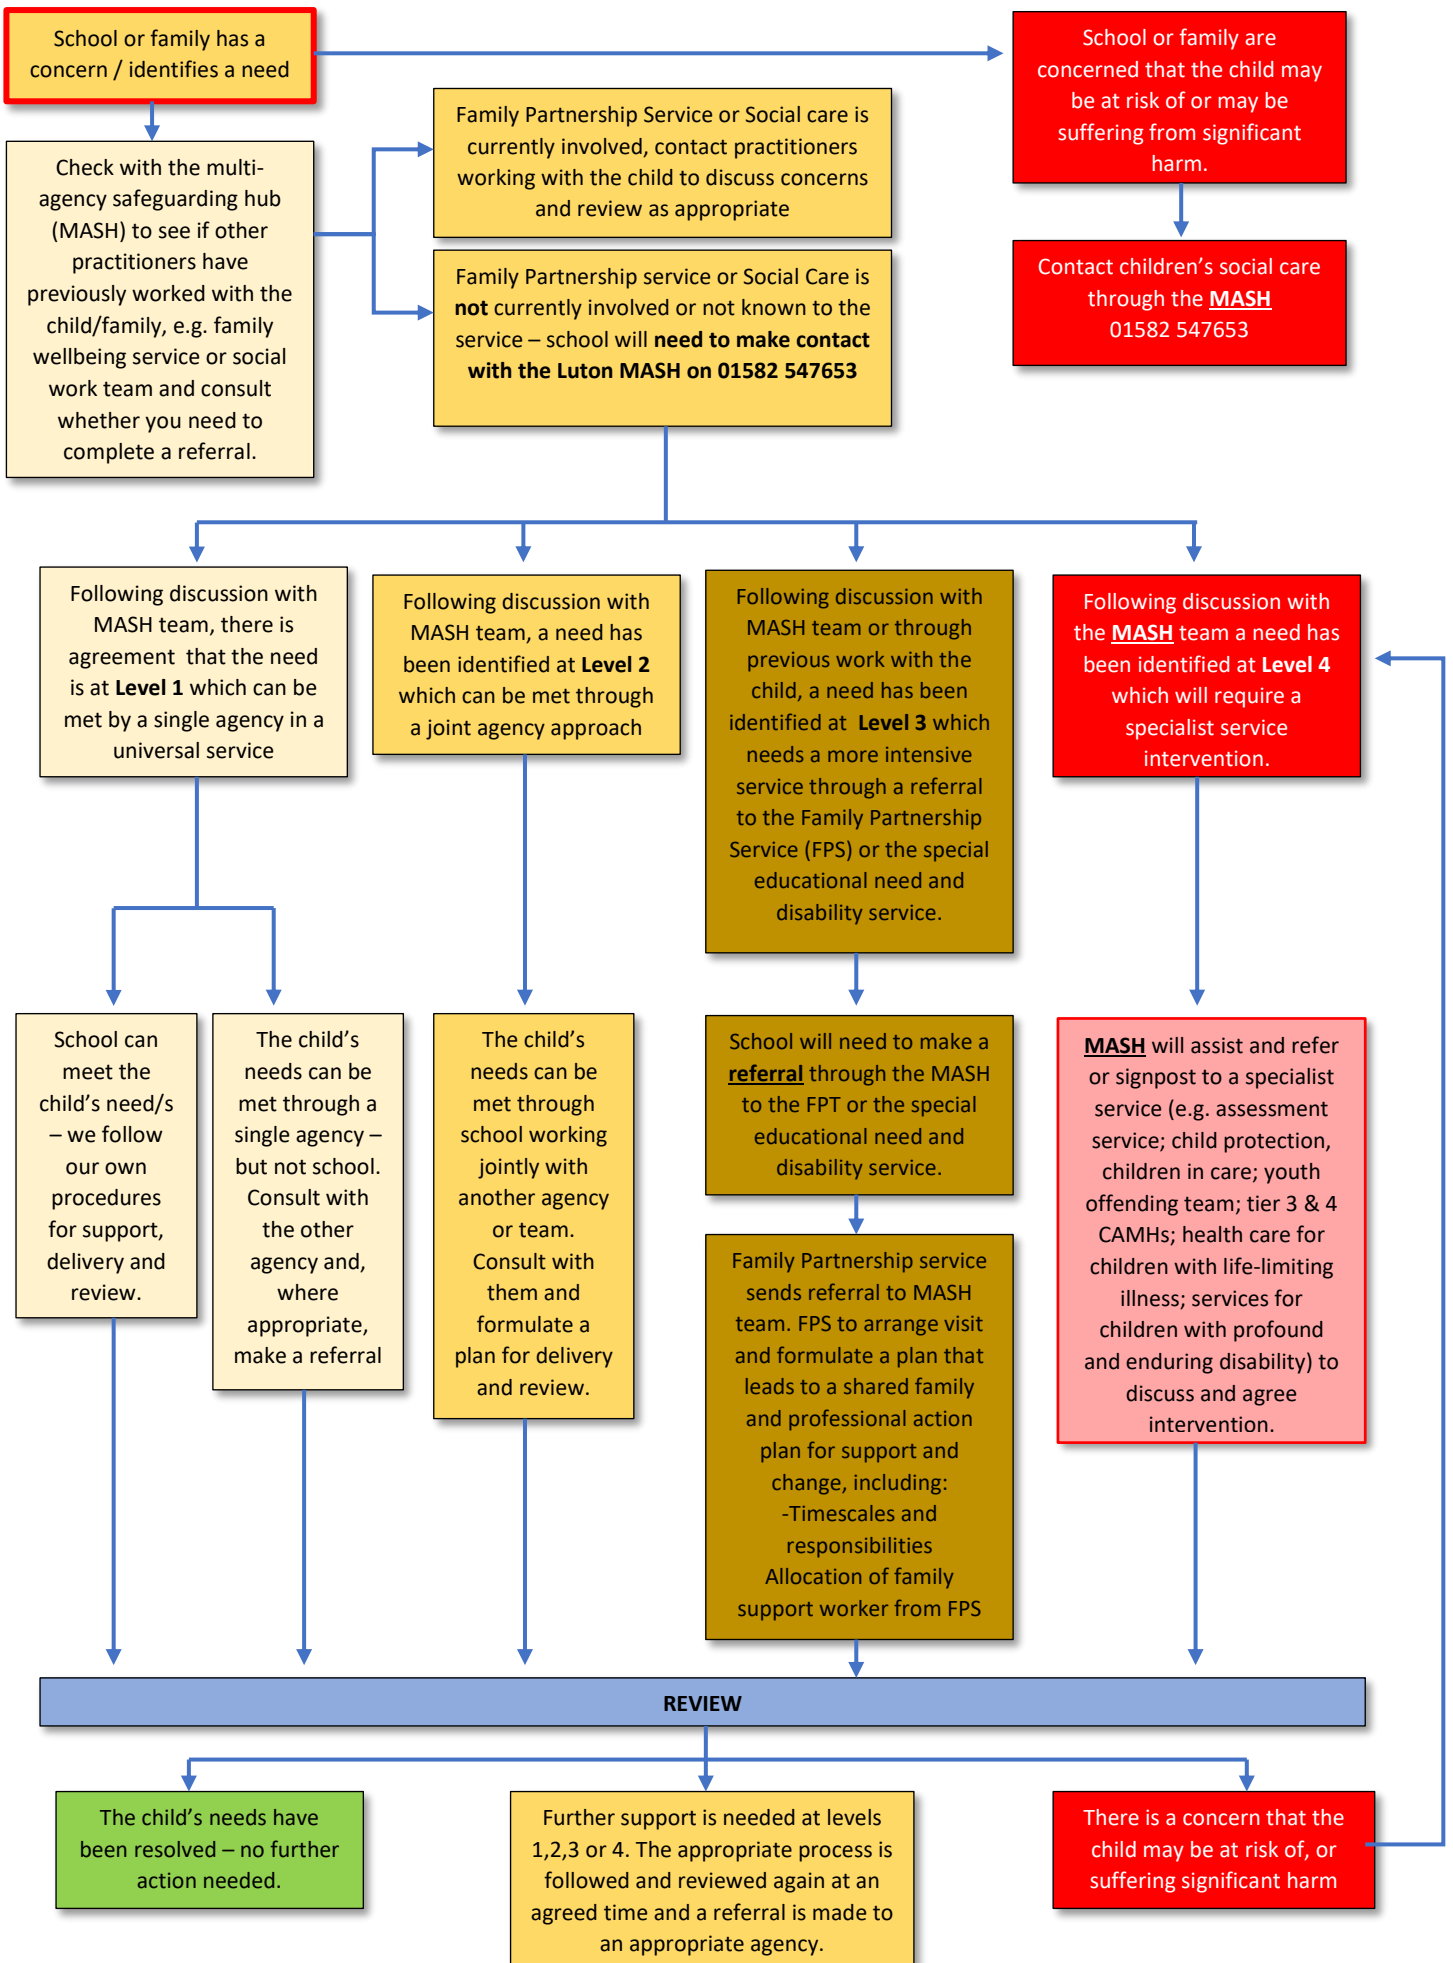 School or family has a
concern / identifies a need
School or family are
concerned that the child may
be at risk of or may be
suffering from significant
harm.
Family Partnership Service or Social care is
currently involved, contact practitioners
working with the child to discuss concerns
and review as appropriate
Check with the multi-
agency safeguarding hub
(MASH) to see if other
practitioners have
previously worked with the
child/family, e.g. family
wellbeing service or social
work team and consult
whether you need to
complete a referral.
Family Partnership service or Social Care is
not currently involved or not known to the
service – school will need to make contact
with the Luton MASH on 01582 547653
Contact children's social care
through the MASH
01582 547653
Following discussion with
MASH team, there is
agreement  that the need
is at Level 1 which can be
met by a single agency in a
universal service
Following discussion with
MASH team, a need has
been identified at Level 2
which can be met through
a joint agency approach
Following discussion with
MASH team or through
previous work with the
child, a need has been
identified at  Level 3 which
needs a more intensive
service through a referral
to the Family Partnership
Service (FPS) or the special
educational need and
disability service.
Following discussion with
the MASH team a need has
been identified at Level 4
which will require a
specialist service
intervention.
School can
meet the
child's need/s
– we follow
our own
procedures
for support,
delivery and
review.
The child's
needs can be
met through a
single agency –
but not school.
Consult with
the other
agency and,
where
appropriate,
make a referral
The child's
needs can be
met through
school working
jointly with
another agency
or team.
Consult with
them and
formulate a
plan for delivery
and review.
School will need to make a
referral through the MASH
to the FPT or the special
educational need and
disability service.
Family Partnership service
sends referral to MASH
team. FPS to arrange visit
and formulate a plan that
leads to a shared family
and professional action
plan for support and
change, including:
-Timescales and
responsibilities
Allocation of family
support worker from FPS
MASH will assist and refer
or signpost to a specialist
service (e.g. assessment
service; child protection,
children in care; youth
offending team; tier 3 & 4
CAMHs; health care for
children with life-limiting
illness; services for
children with profound
and enduring disability) to
discuss and agree
intervention.
REVIEW
The child's needs have
been resolved – no further
action needed.
Further support is needed at levels
1,2,3 or 4. The appropriate process is
followed and reviewed again at an
agreed time and a referral is made to
an appropriate agency.
There is a concern that the
child may be at risk of, or
suffering significant harm